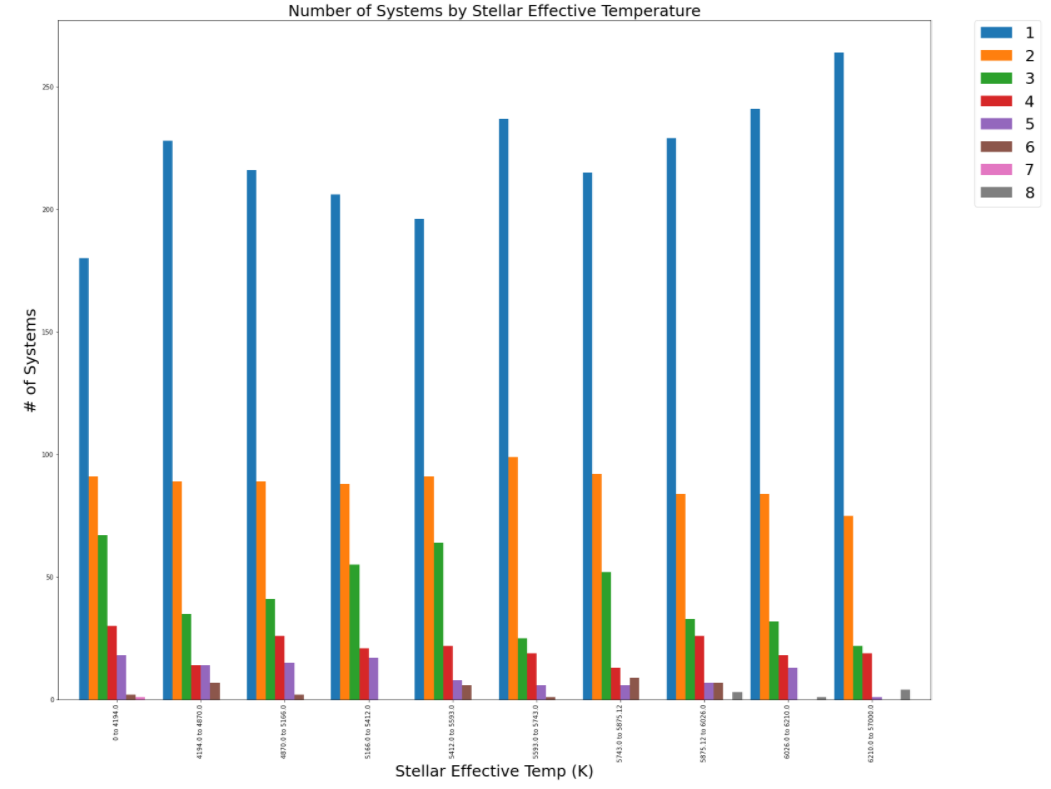 Number of Systems by Stellar Effective Temperature
1
2
3
4
5
6
7
8
# of Systems
250
200
150
100
50
0
0 to 4194.0
4194.0 to 4870.0
4870.0 to 5166.0
5166.0 to 5412.0
5412.0 to 5593.0
5593.0 to 5743.0
5743.0 to 5875.12
5875.12 to 6026.0
6026.0 to 6210.0
6210.0 to 57000.0
Stellar Effective Temp (K)